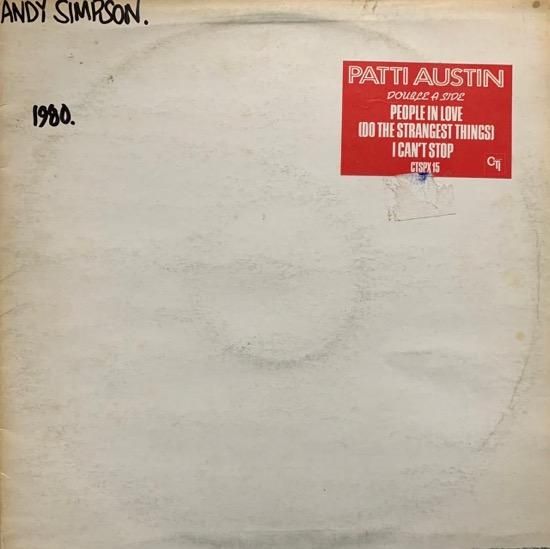 ANDY SIMPSON.
1980.
PATTI AUSTIN
DOUBLE A SIDE
PEOPLE IN LOVE
(DO THE STRANGEST THINGS)
I CAN'T STOP
CTSPX 15
CTI